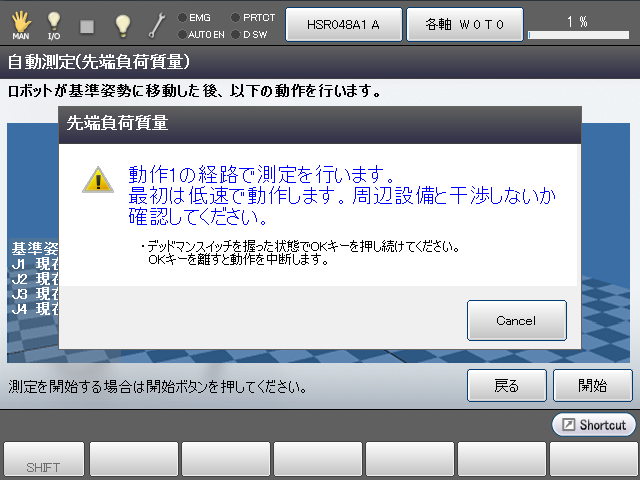 MAN
I/O
EMG
AUTO EN
PRTCT
D SW
HSR048A1 A
各軸 W0T0
1 %
自動測定(先端負荷質量)
ロボットが基準姿勢に移動した後、以下の動作を行います。
先端負荷質量
動作1の経路で測定を行います。
最初は低速で動作します。周辺設備と干渉しないか
確認してください。
・デッドマンスイッチを握った状態でOKキーを押し続けてください。
OKキーを離すと動作を中断します。
基準姿
J1 現在
J2 現在
J3 現在
J4 現在
Cancel
測定を開始する場合は開始ボタンを押してください。
戻る
開始
Shortcut
SHIFT